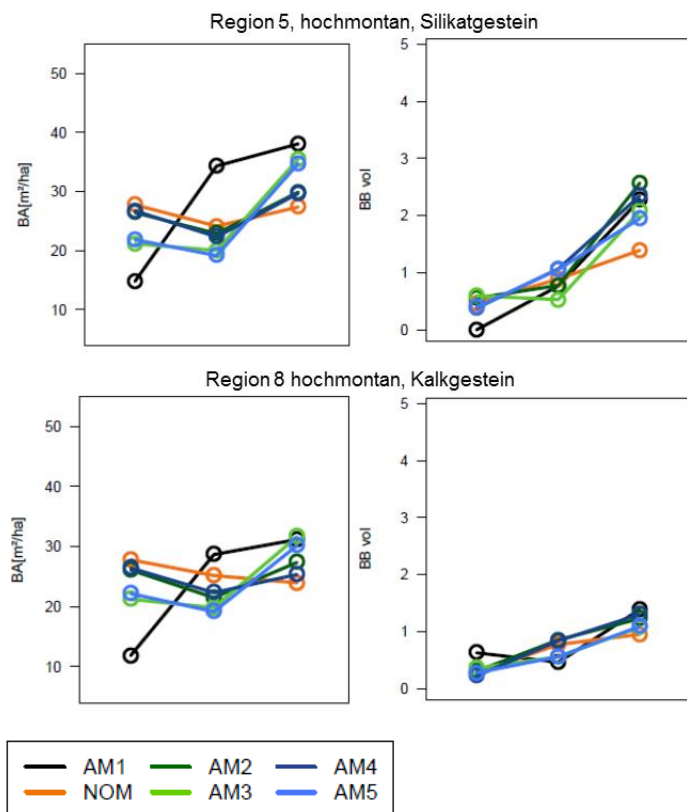 Region 5, hochmontan, Silikatgestein
50
40
30
20
10
BA[m²/ha]
5
4
3
2
1
0
BB vol
Region 8 hochmontan, Kalkgestein
50
40
30
20
10
BA[m²/ha]
5
4
3
2
1
0
BB vol
AM1 AM2 AM4
NOM AM3 AM5